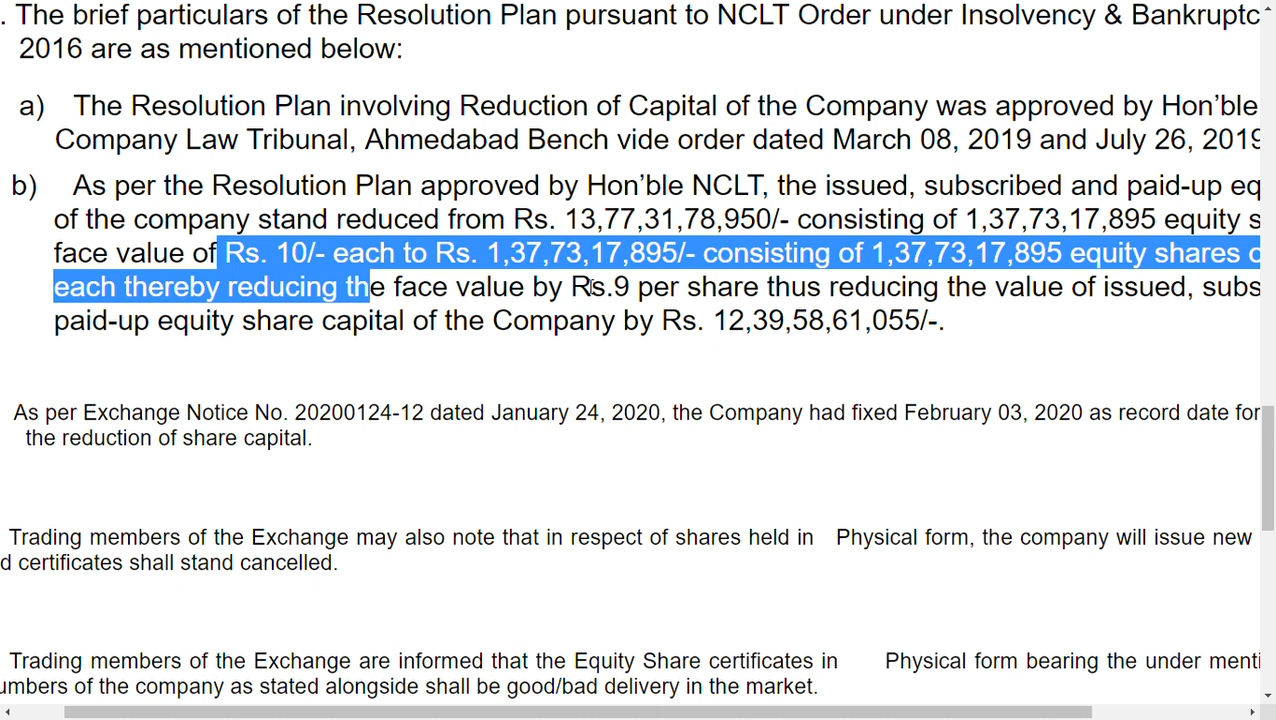 . The brief particulars of the Resolution Plan pursuant to NCLT Order under Insolvency & Bankruptc
2016 are as mentioned below:
a) The Resolution Plan involving Reduction of Capital of the Company was approved by Hon’ble
Company Law Tribunal, Ahmedabad Bench vide order dated March 08, 2019 and July 26, 2019
b) As per the Resolution Plan approved by Hon’ble NCLT, the issued, subscribed and paid-up eq
of the company stand reduced from Rs. 13,77,31,78,950/- consisting of 1,37,73,17,895 equity s
face value of Rs. 10/- each to Rs. 1,37,73,17,895/- consisting of 1,37,73,17,895 equity shares o
each thereby reducing the face value by Rs.9 per share thus reducing the value of issued, subs
paid-up equity share capital of the Company by Rs. 12,39,58,61,055/-.
As per Exchange Notice No. 20200124-12 dated January 24, 2020, the Company had fixed February 03, 2020 as record date for
the reduction of share capital.
Trading members of the Exchange may also note that in respect of shares held in Physical form, the company will issue new
d certificates shall stand cancelled.
Trading members of the Exchange are informed that the Equity Share certificates in Physical form bearing the under menti
umbers of the company as stated alongside shall be good/bad delivery in the market.